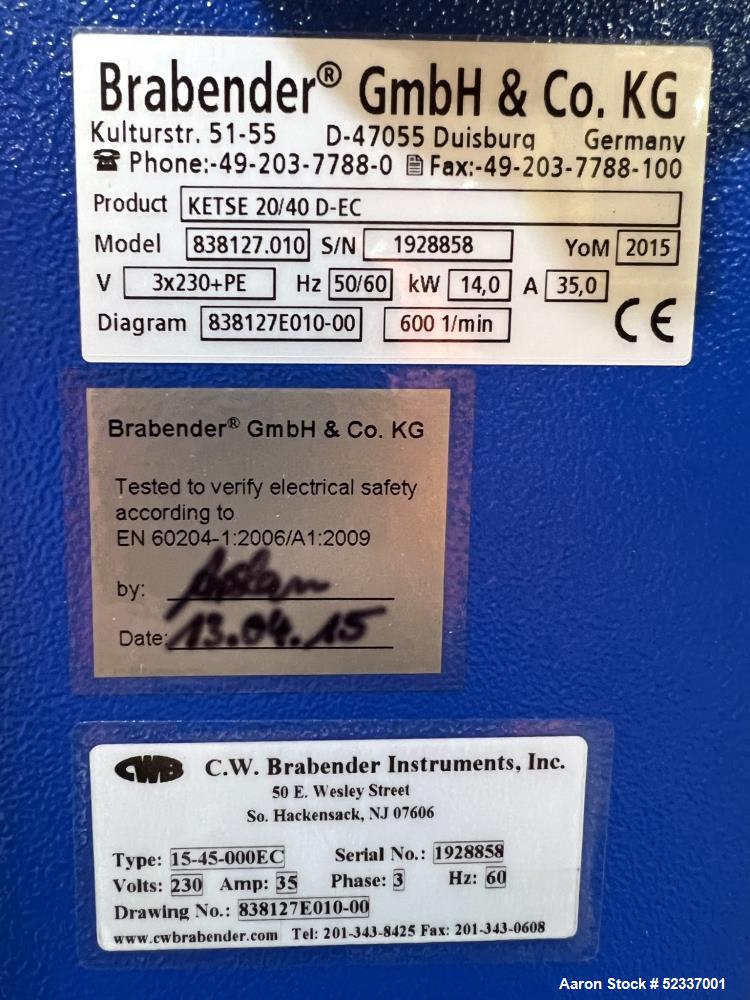 Brabender® GmbH & Co. KG
Kulturstr. 51-55 D-47055 Duisburg Germany
☎ Phone:-49-203-7788-0 Fax:-49-203-7788-100
Product KETSE 20/40 D-EC
Model 838127.010 S/N 1928858 YoM 2015
V 3x230+PE Hz 50/60 kW 14,0 A 35,0
Diagram 838127E010-00 600 1/min CE
Brabender® GmbH & Co. KG
Tested to verify electrical safety
according to
EN 60204-1:2006/A1:2009
by:
Date: 13.04.15
CWB C.W. Brabender Instruments, Inc.
50 E. Wesley Street
So. Hackensack, NJ 07606
Type: 15-45-000EC Serial No.: 1928858
Volts: 230 Amp: 35 Phase: 3 Hz: 60
Drawing No.: 838127E010-00
www.cwbrabender.com Tel: 201-343-8425 Fax: 201-343-0608
Aaron Stock # 52337001